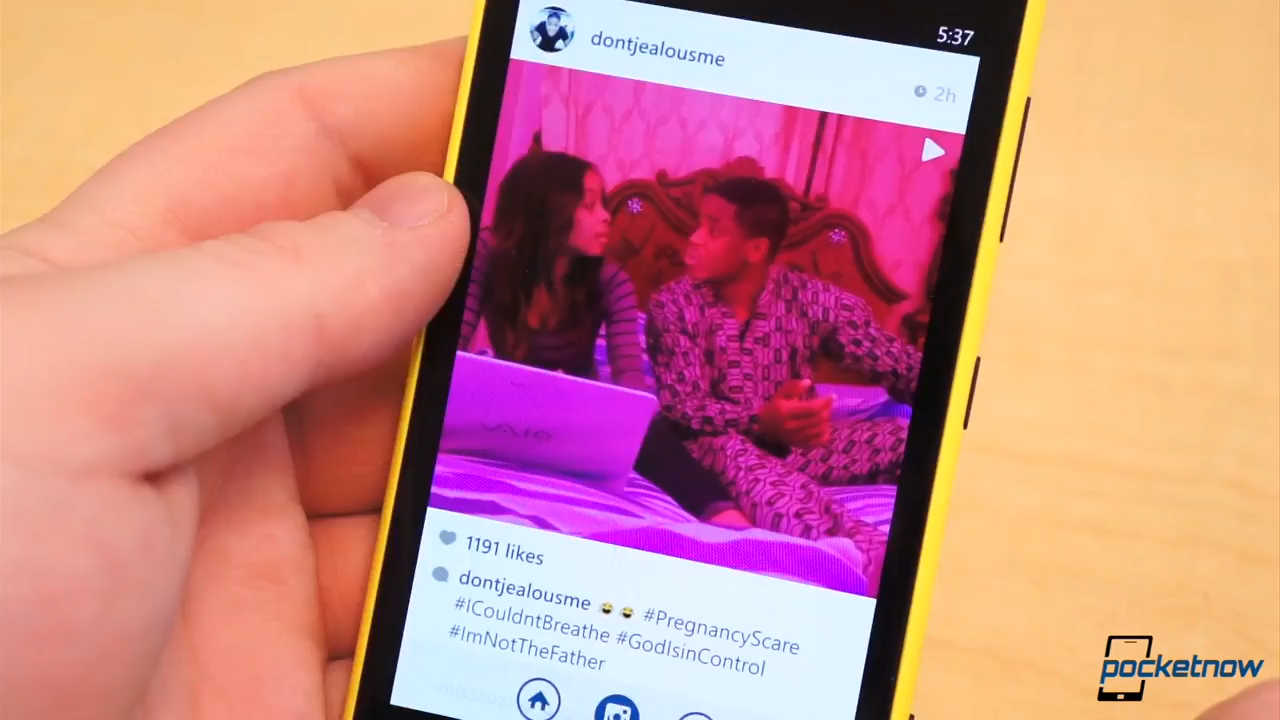 5:37
dontjealousme
2h
VAIO
1191 likes
dontjealousme 😂 😂 #PregnancyScare
#ICouldntBreathe #GodIsinControl
#ImNotTheFather
pocketnow